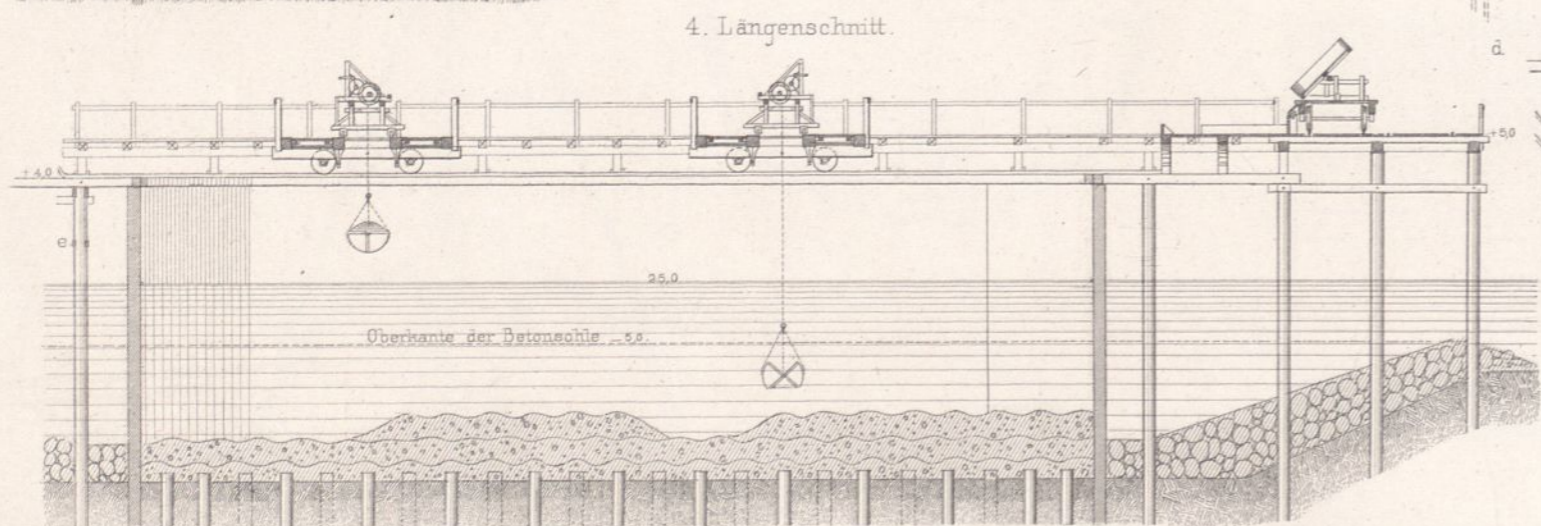 4. Längenschnitt.
d
+5,0
+4,0
e
25,0
Oberkante der Betonsohle -5,0.